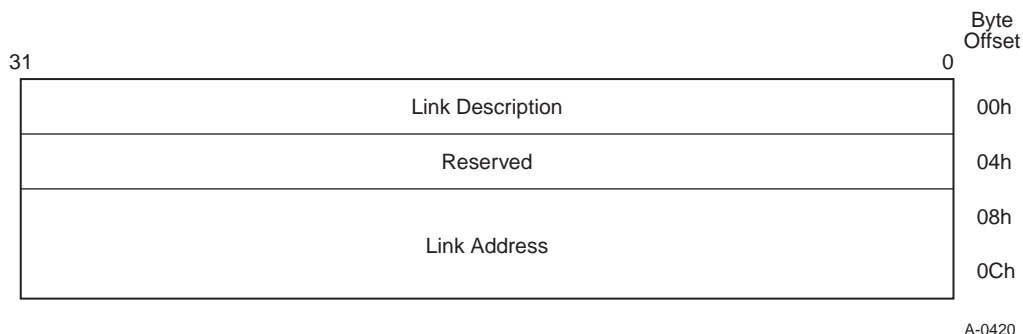 Byte
Offset
31 0
Link Description 00h
Reserved 04h
08h
Link Address
0Ch
A-0420